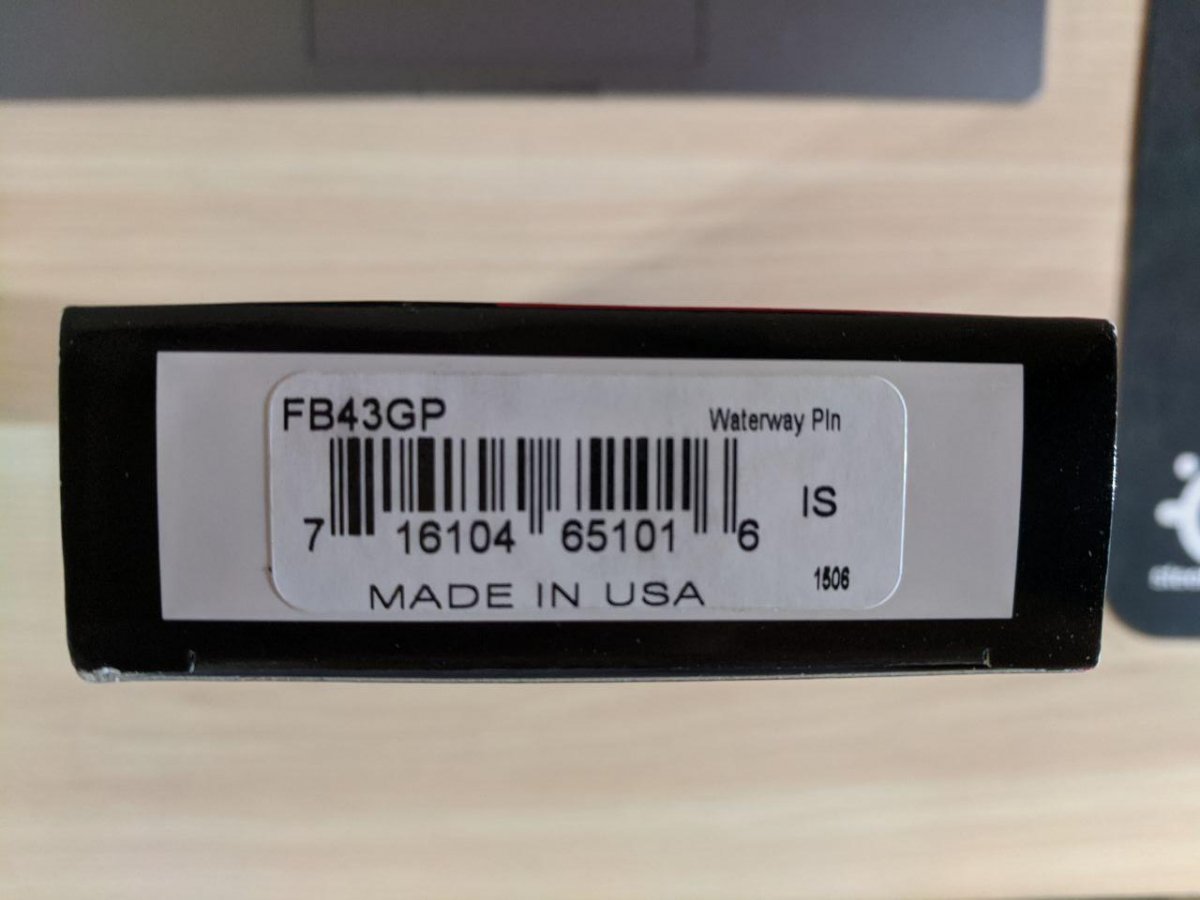 FB43GP
Waterway Pin
IS
7 16104 65101 6
1506
MADE IN USA